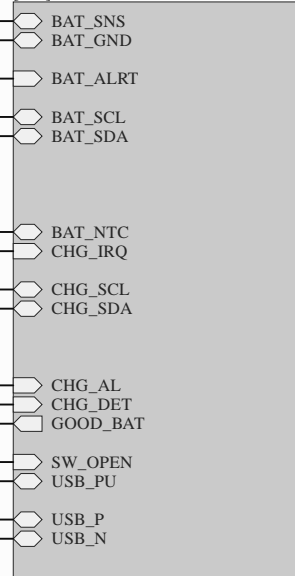 BAT_SNS
BAT_GND
BAT_ALRT
BAT_SCL
BAT_SDA
BAT_NTC
CHG_IRQ
CHG_SCL
CHG_SDA
CHG_AL
CHG_DET
GOOD_BAT
SW_OPEN
USB_PU
USB_P
USB_N